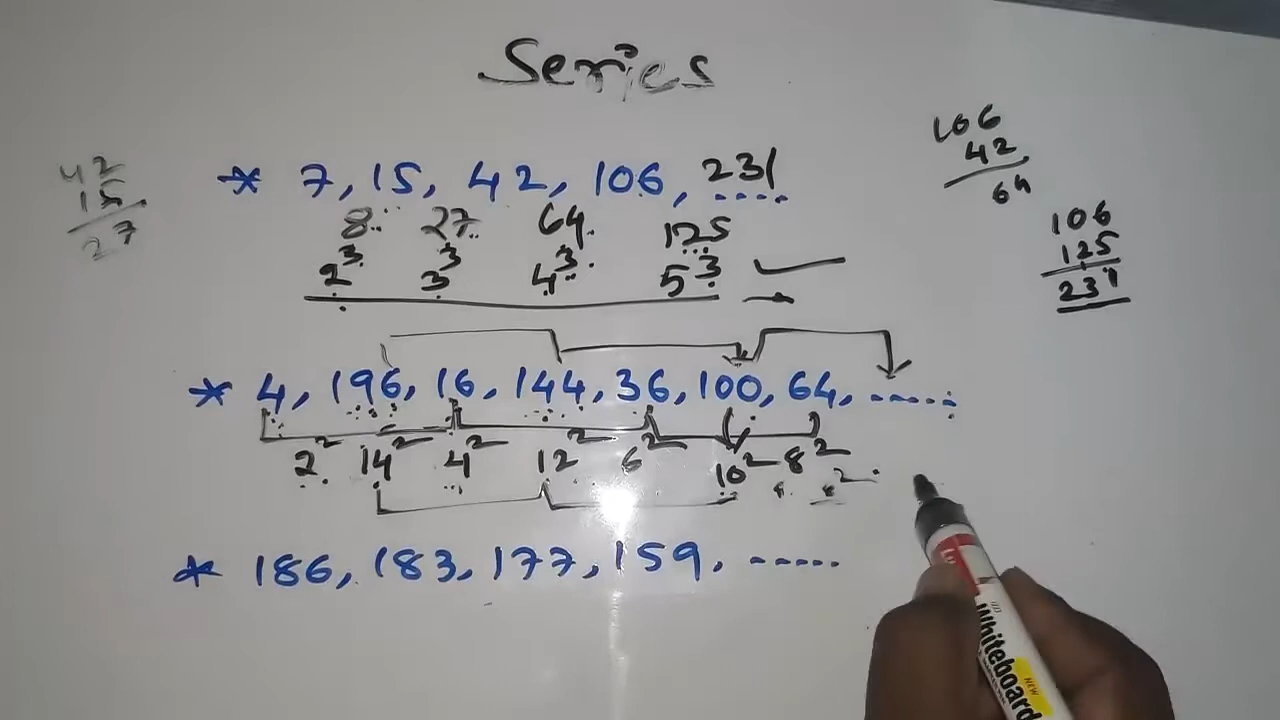 Series
* 7, 15, 42, 106, 231
8 27 64 125
2³ 3³ 4³ 5³
42
15
27
106
42
64
106
125
231
* 4, 196, 16, 144, 36, 100, 64, ......
2² 14² 4² 12² 6² 10² 8²
8²
* 186, 183, 177, 159, ......
Whiteboard
NEW